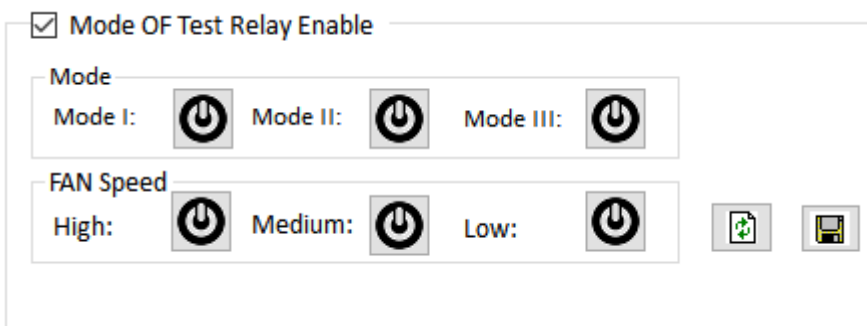 Mode OF Test Relay Enable
Mode
Mode I: Mode II: Mode III:
FAN Speed
High: Medium: Low: